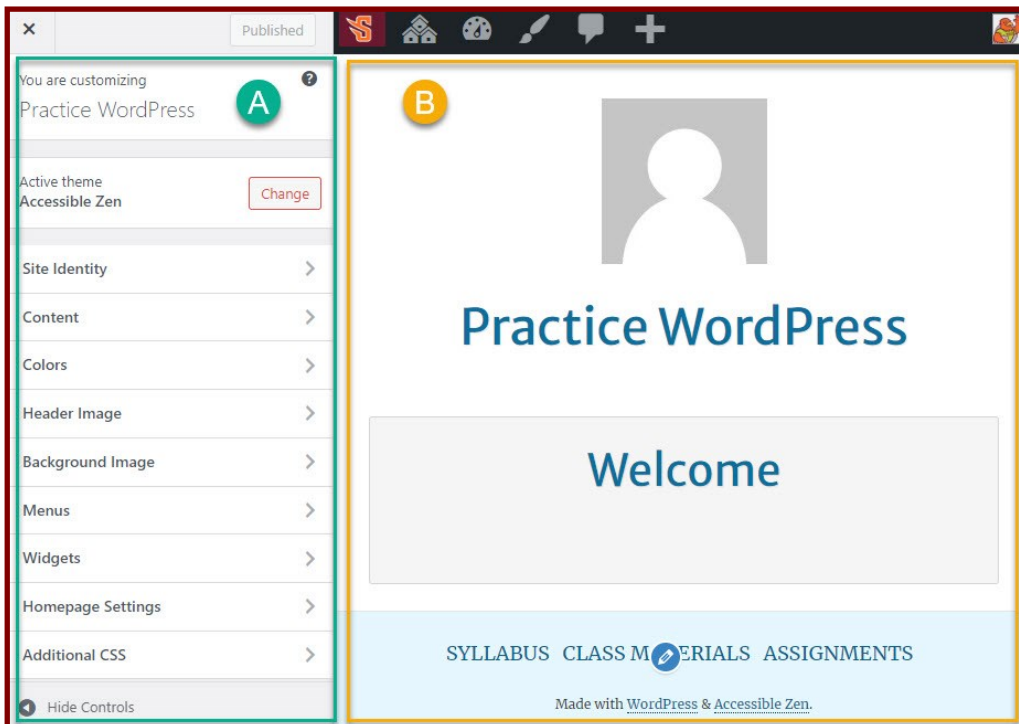 Published
You are customizing
Practice WordPress
A
Active theme
Accessible Zen
Change
Site Identity
Content
Colors
Header Image
Background Image
Menus
Widgets
Homepage Settings
Additional CSS
Hide Controls
B
Practice WordPress
Welcome
SYLLABUS CLASS M ERIALS ASSIGNMENTS
Made with WordPress & Accessible Zen.